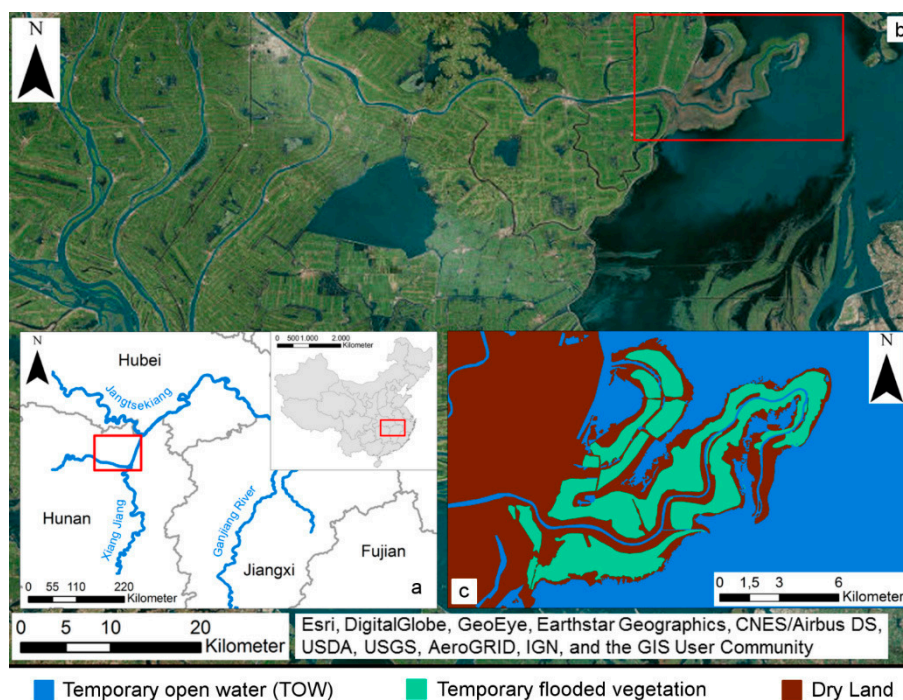 N
b
N
Hubei
Jangtsekiang
Hunan
Xiang Jiang
Ganjiang River
Jiangxi
Fujian
0 55 110 220
Kilometer
a
0 500 1.000 2.000
Kilometer
N
c
0 1,5 3 6
Kilometer
0 5 10 20
Kilometer
Esri, DigitalGlobe, GeoEye, Earthstar Geographics, CNES/Airbus DS,
USDA, USGS, AeroGRID, IGN, and the GIS User Community
Temporary open water (TOW)
Temporary flooded vegetation
Dry Land